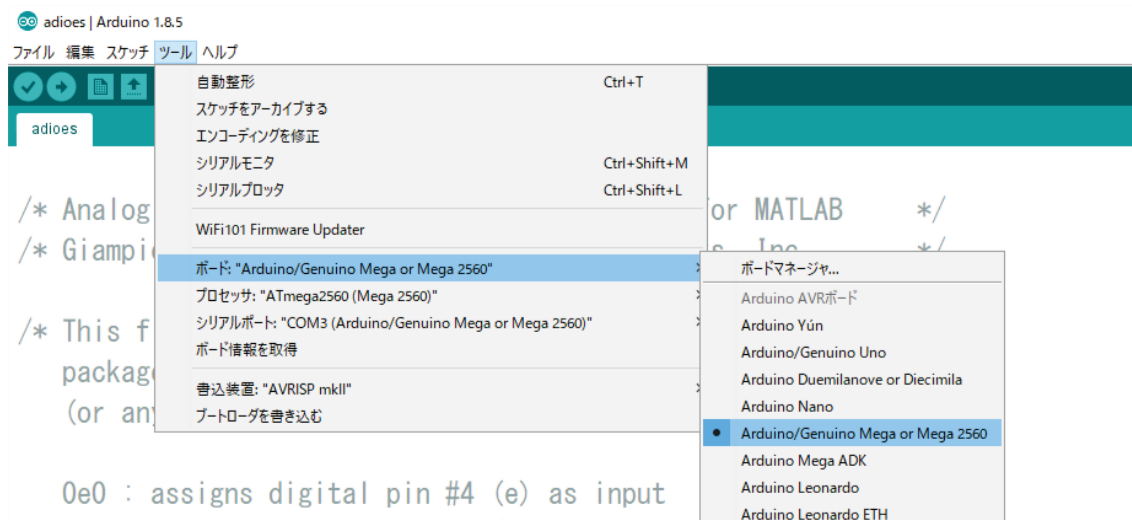 adioes | Arduino 1.8.5
ファイル 編集 スケッチ ツール ヘルプ
adioes
自動整形 Ctrl+T
スケッチをアーカイブする
エンコーディングを修正
シリアルモニタ Ctrl+Shift+M
シリアルプロッタ Ctrl+Shift+L
WiFi101 Firmware Updater
ボード: "Arduino/Genuino Mega or Mega 2560"
プロセッサ: "ATmega2560 (Mega 2560)"
シリアルポート: "COM3 (Arduino/Genuino Mega or Mega 2560)"
ボード情報を取得
書込装置: "AVRISP mkII"
ブートローダを書き込む
ボードマネージャ...
Arduino AVRボード
Arduino Yún
Arduino/Genuino Uno
Arduino Duemilanove or Diecimila
Arduino Nano
Arduino/Genuino Mega or Mega 2560
Arduino Mega ADK
Arduino Leonardo
Arduino Leonardo ETH
/* Analog or MATLAB */
/* Giampi
/* This f
packag
(or an
0e0 : assigns digital pin #4 (e) as input